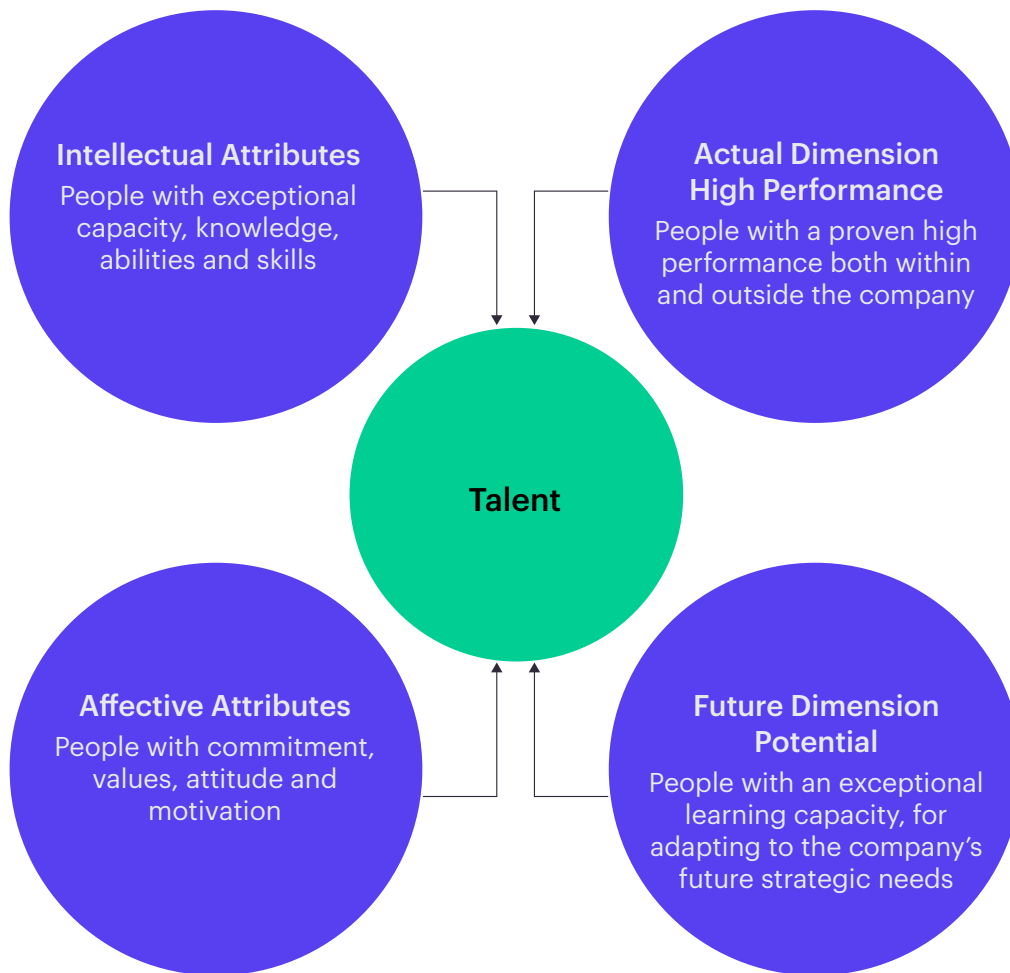 Intellectual Attributes
People with exceptional
capacity, knowledge,
abilities and skills
Actual Dimension
High Performance
People with a proven high
performance both within
and outside the company
Talent
Affective Attributes
People with commitment,
values, attitude and
motivation
Future Dimension
Potential
People with an exceptional
learning capacity, for
adapting to the company’s
future strategic needs